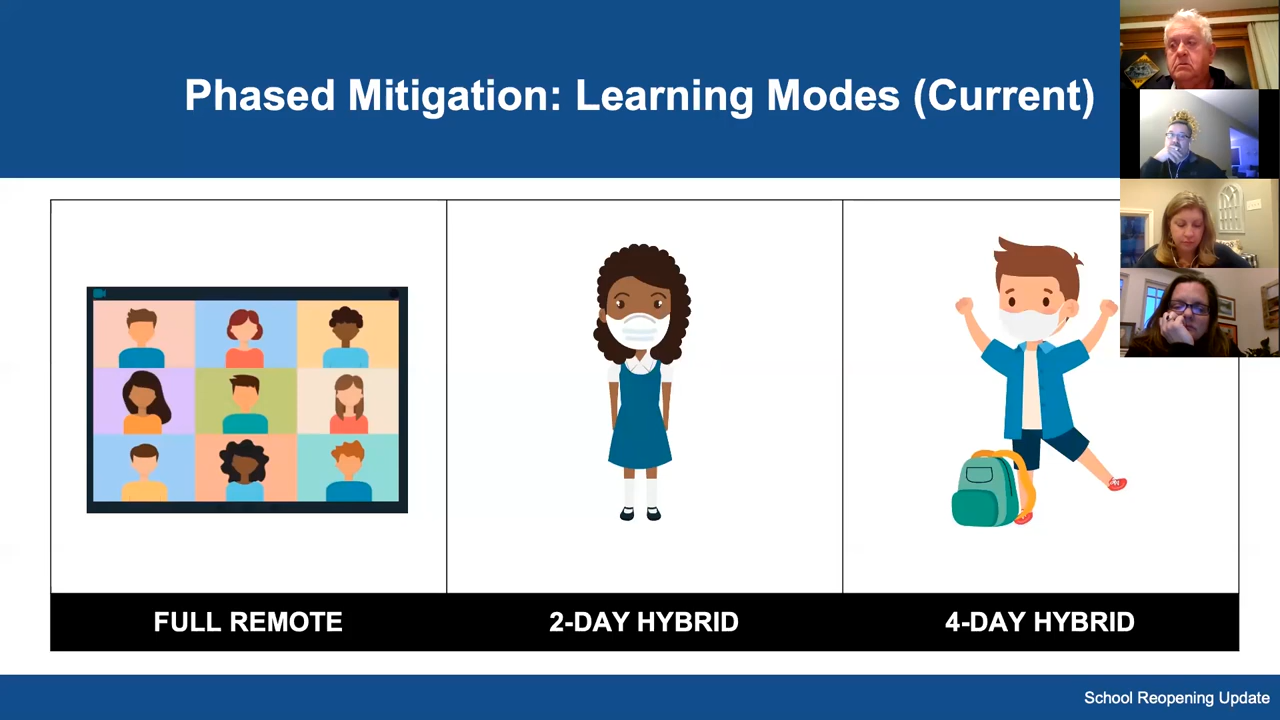 Phased Mitigation: Learning Modes (Current)
FULL REMOTE
2-DAY HYBRID
4-DAY HYBRID
School Reopening Update